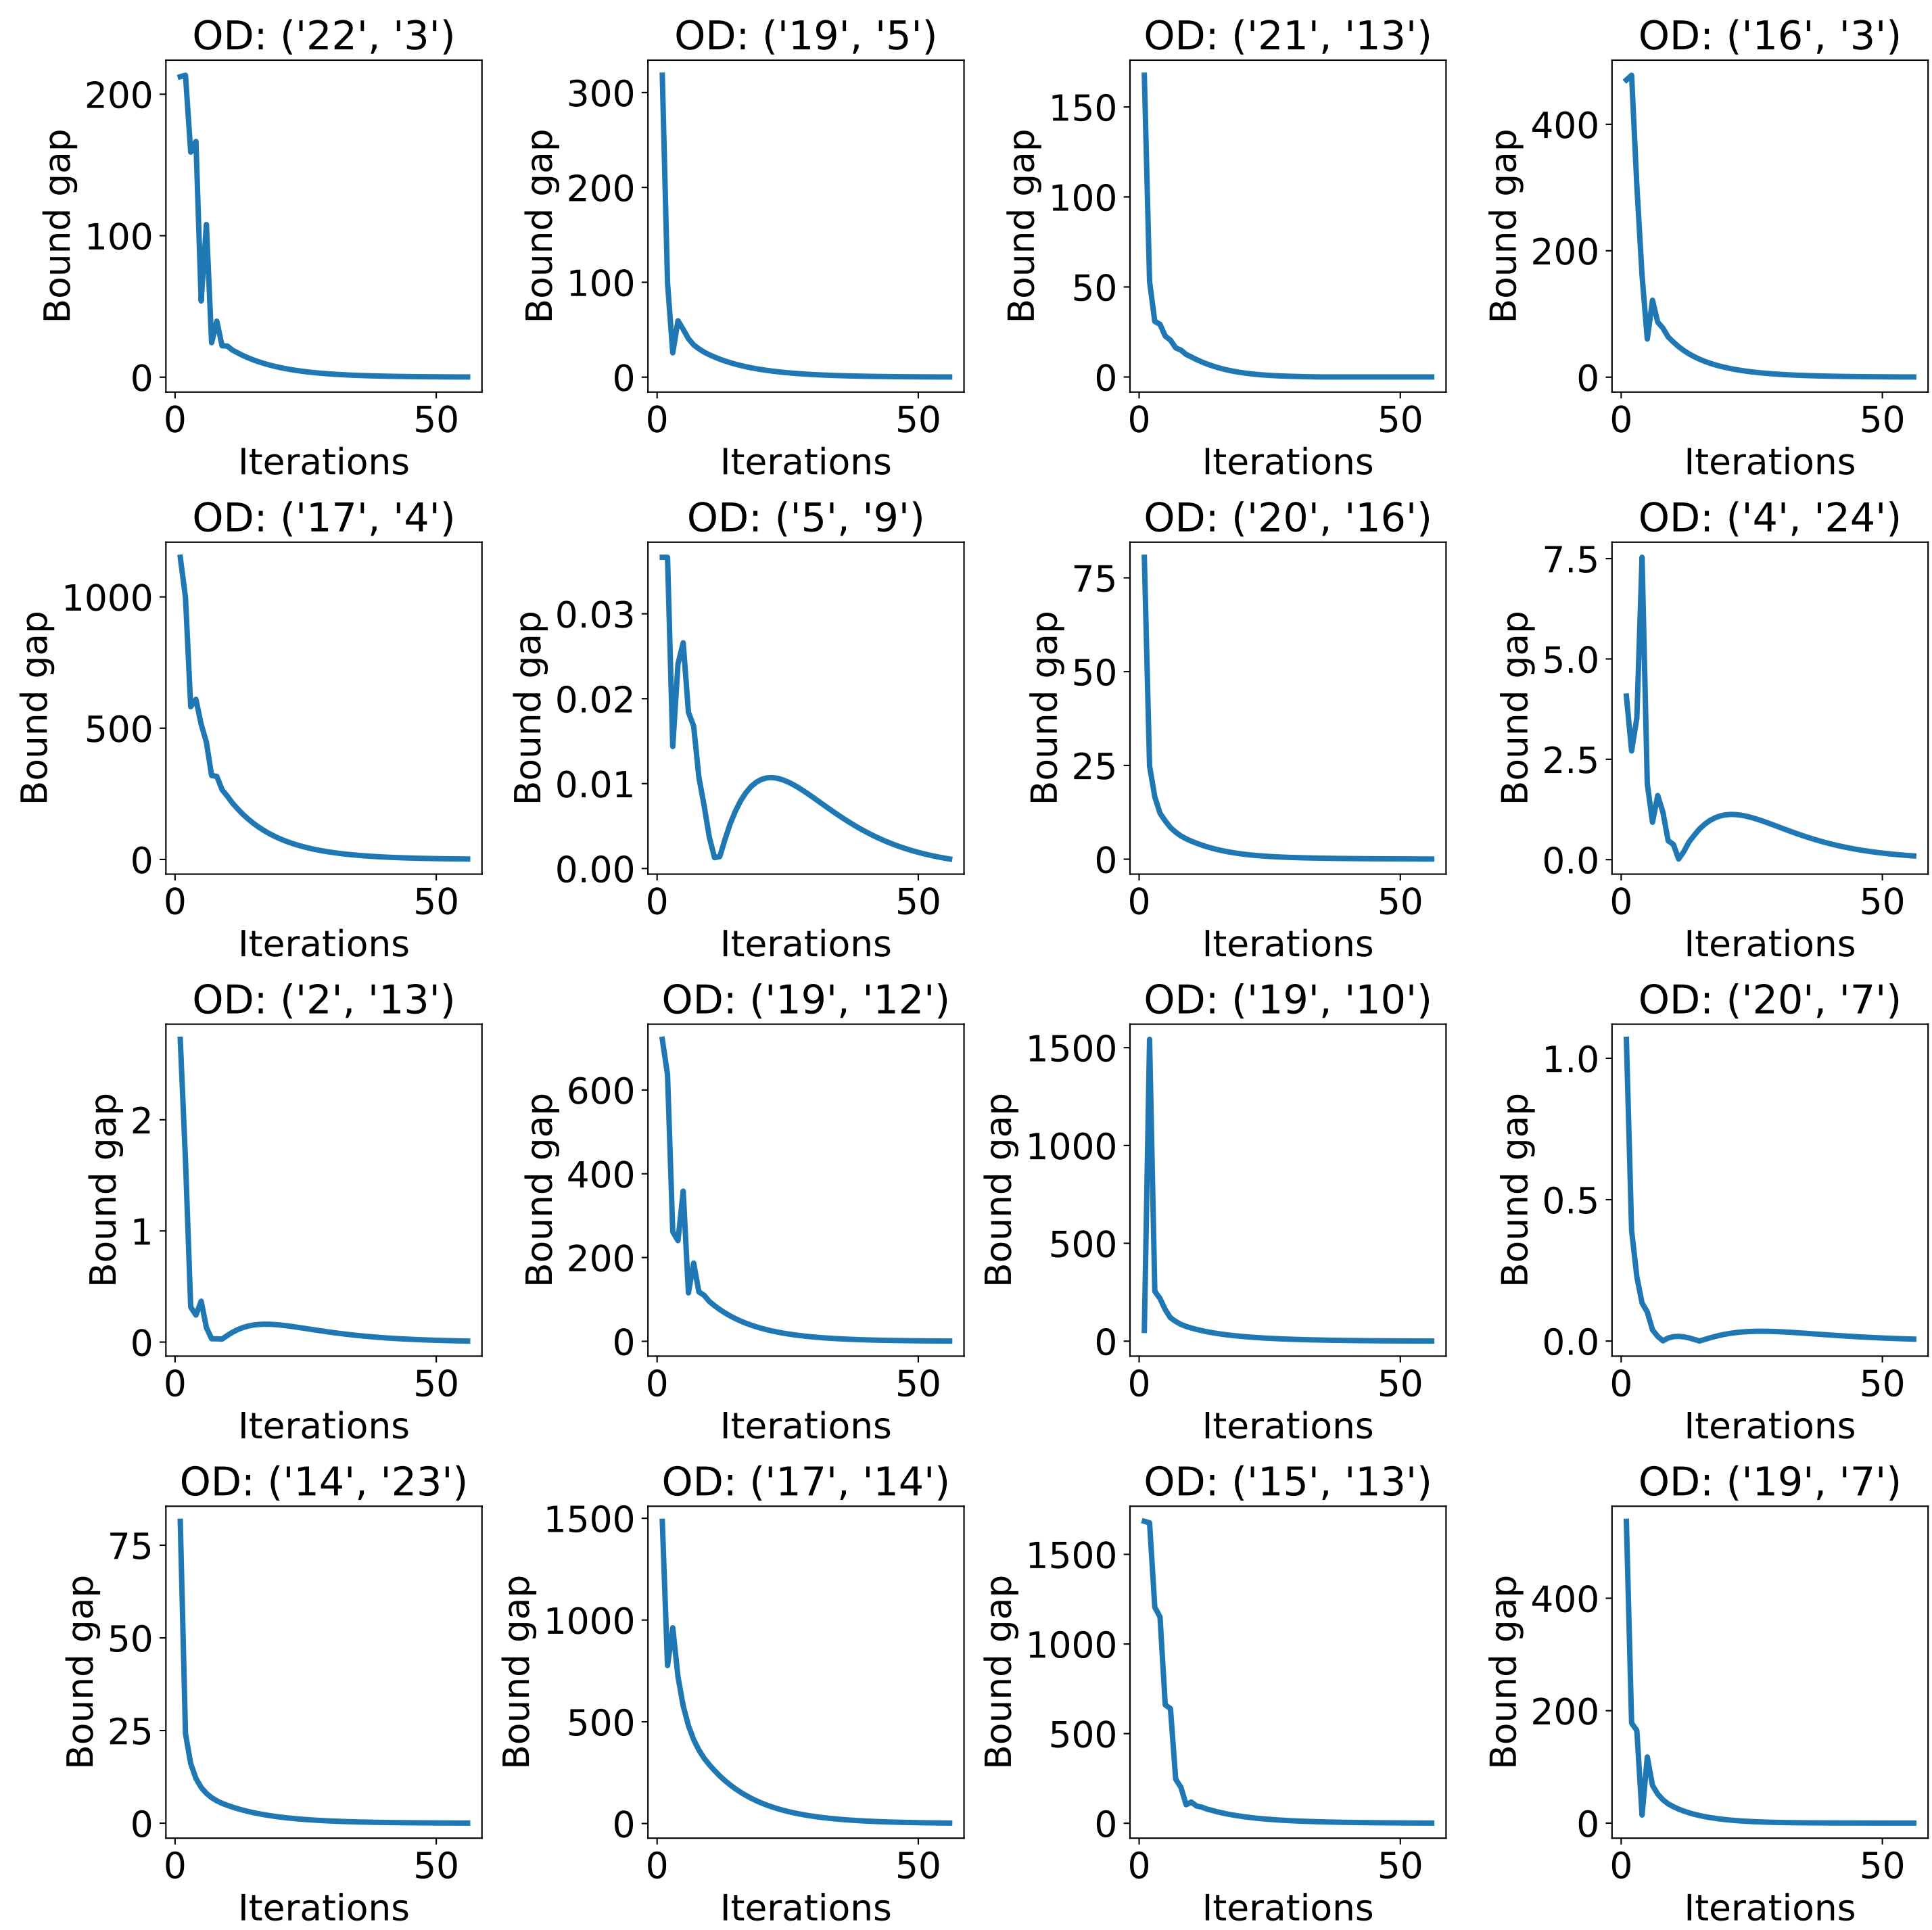 OD: ('22', '3')
Bound gap
200
100
0
0 50
Iterations
OD: ('19', '5')
Bound gap
300
200
100
0
0 50
Iterations
OD: ('21', '13')
Bound gap
150
100
50
0
0 50
Iterations
OD: ('16', '3')
Bound gap
400
200
0
0 50
Iterations
OD: ('17', '4')
Bound gap
1000
500
0
0 50
Iterations
OD: ('5', '9')
Bound gap
0.03
0.02
0.01
0.00
0 50
Iterations
OD: ('20', '16')
Bound gap
75
50
25
0
0 50
Iterations
OD: ('4', '24')
Bound gap
7.5
5.0
2.5
0.0
0 50
Iterations
OD: ('2', '13')
Bound gap
2
1
0
0 50
Iterations
OD: ('19', '12')
Bound gap
600
400
200
0
0 50
Iterations
OD: ('19', '10')
Bound gap
1500
1000
500
0
0 50
Iterations
OD: ('20', '7')
Bound gap
1.0
0.5
0.0
0 50
Iterations
OD: ('14', '23')
Bound gap
75
50
25
0
0 50
Iterations
OD: ('17', '14')
Bound gap
1500
1000
500
0
0 50
Iterations
OD: ('15', '13')
Bound gap
1500
1000
500
0
0 50
Iterations
OD: ('19', '7')
Bound gap
400
200
0
0 50
Iterations